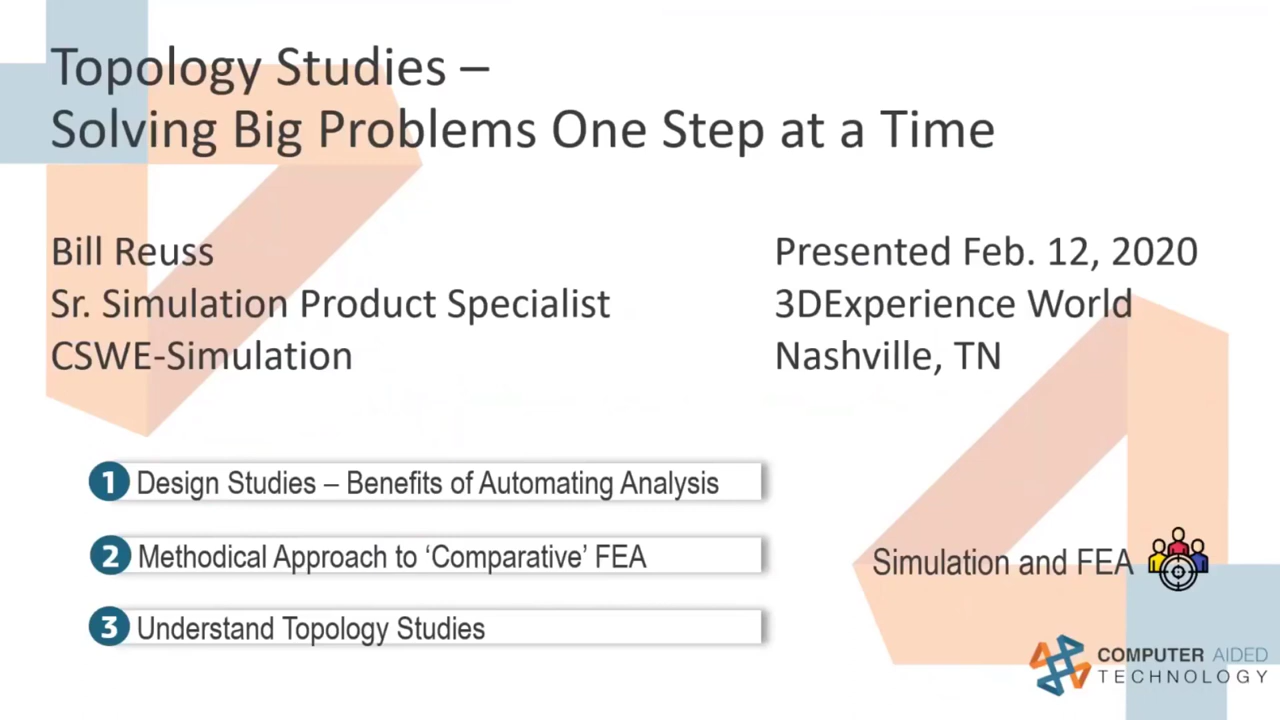 Topology Studies –
Solving Big Problems One Step at a Time
Bill Reuss
Sr. Simulation Product Specialist
CSWE-Simulation
Presented Feb. 12, 2020
3DExperience World
Nashville, TN
1 Design Studies – Benefits of Automating Analysis
2 Methodical Approach to ‘Comparative’ FEA
3 Understand Topology Studies
Simulation and FEA
COMPUTER AIDED
TECHNOLOGY